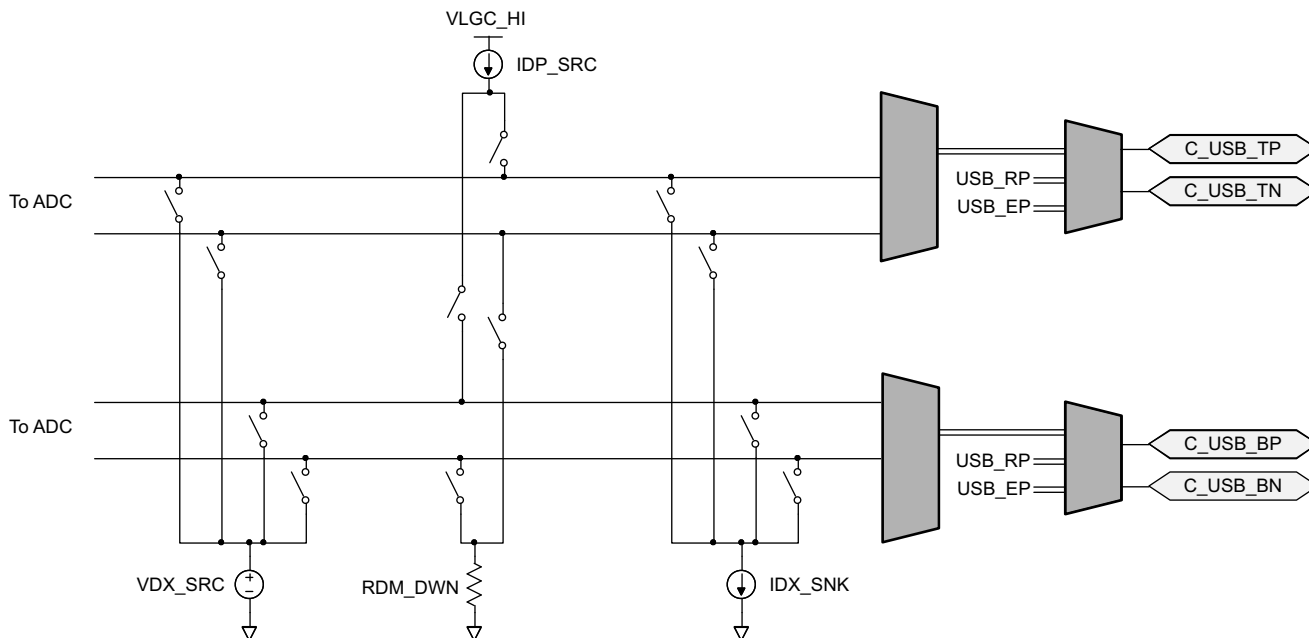 VLGC_HI
IDP_SRC
To ADC
C_USB_TP
USB_RP
C_USB_TN
USB_EP
To ADC
C_USB_BP
USB_RP
C_USB_BN
USB_EP
VDX_SRC
+
–
RDM_DWN
IDX_SNK